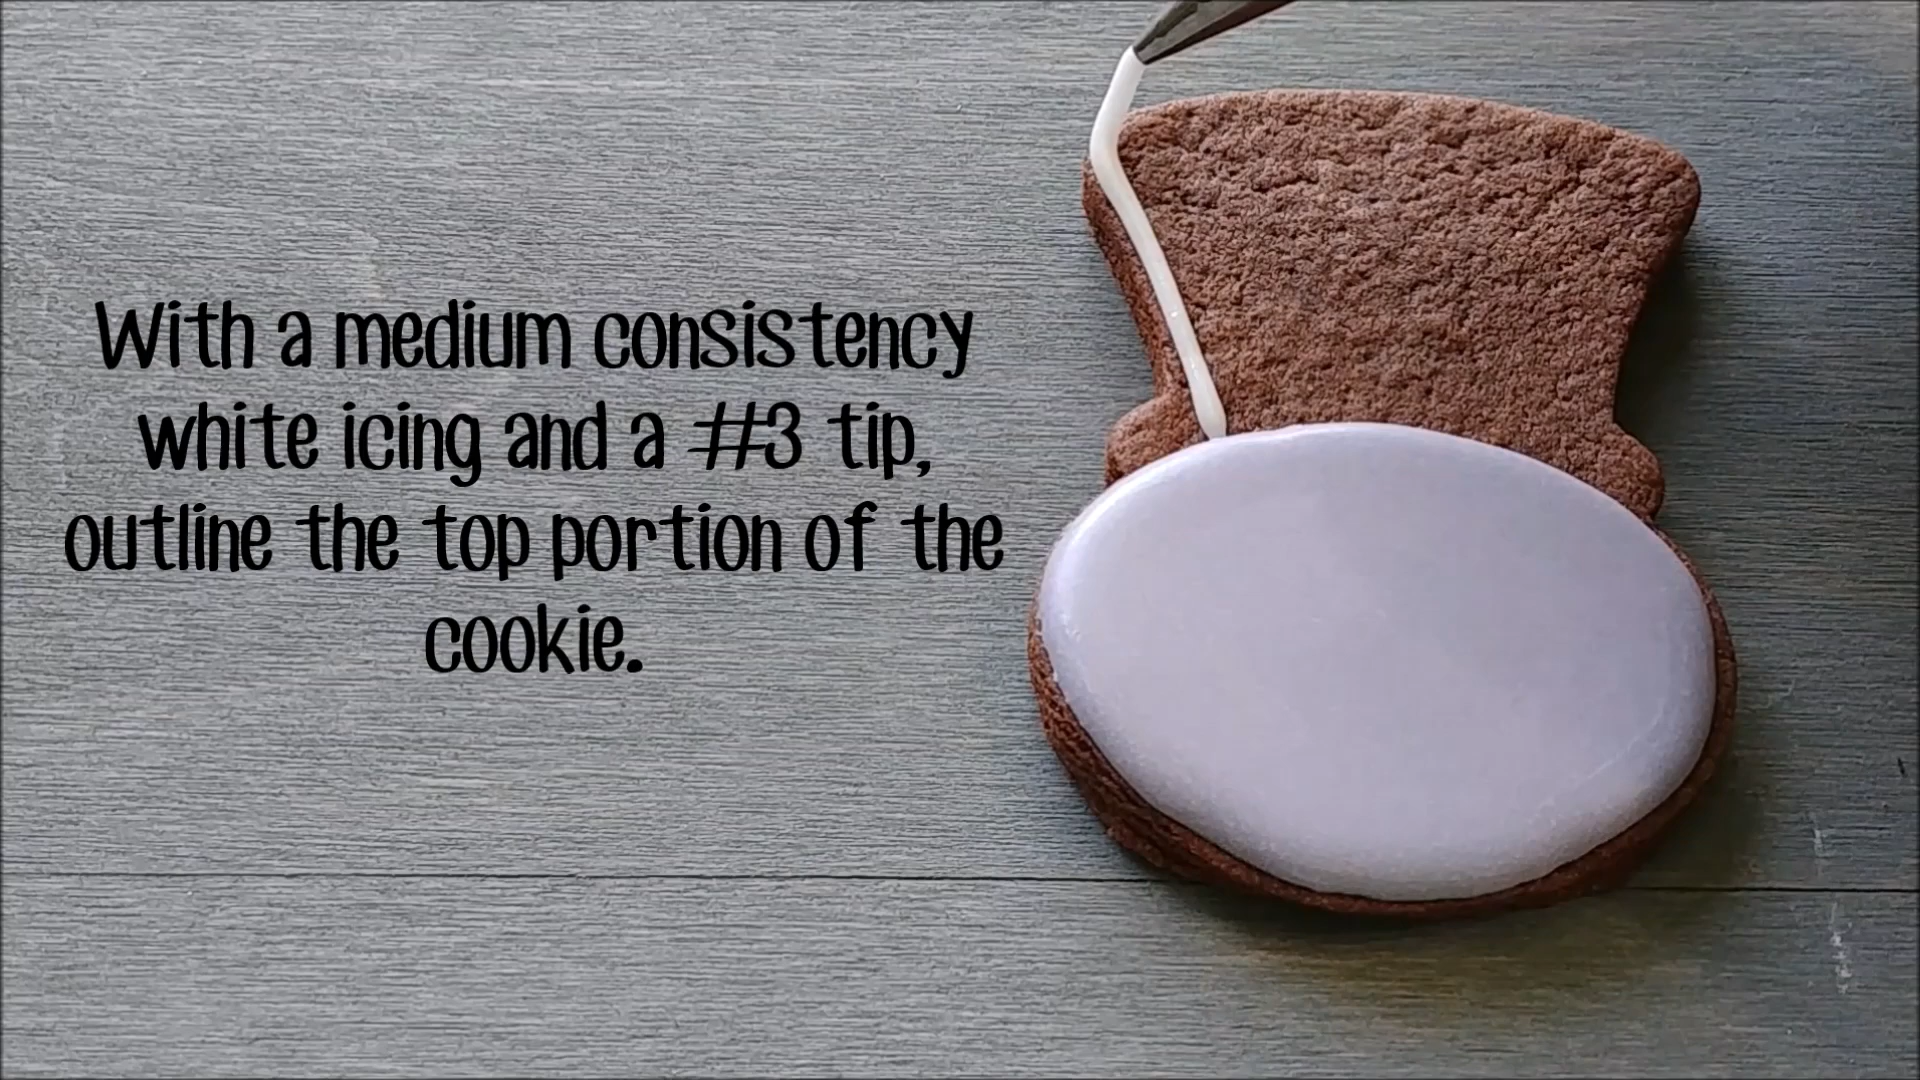 With a medium consistency
white icing and a #3 tip,
outline the top portion of the
cookie.